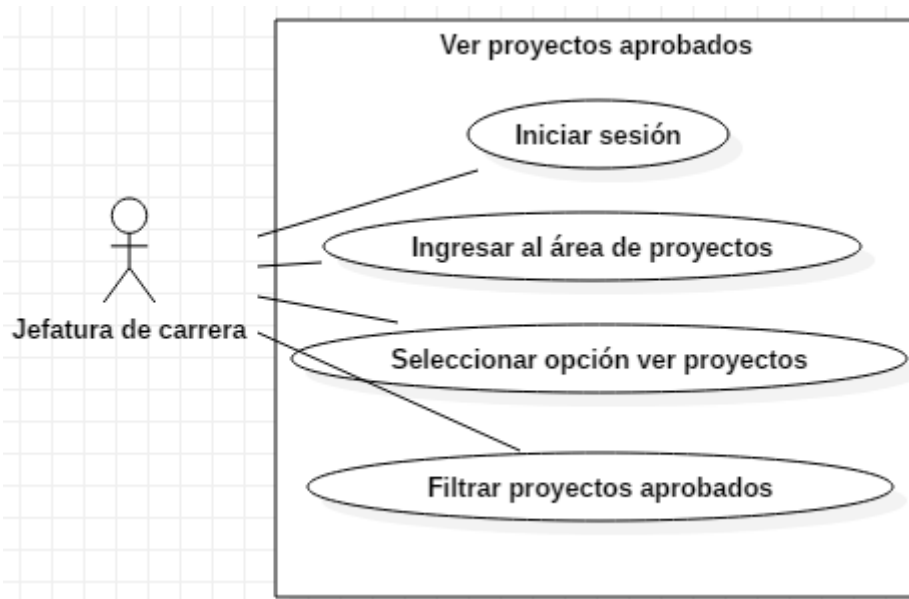 Ver proyectos aprobados
Iniciar sesión
Ingresar al área de proyectos
Jefatura de carrera
Seleccionar opción ver proyectos
Filtrar proyectos aprobados